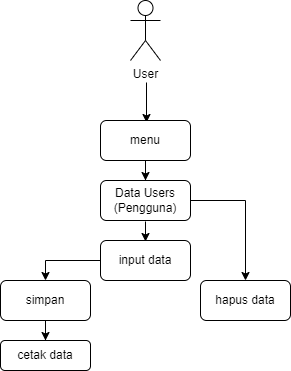 User
menu
Data Users
(Pengguna)
input data
simpan
hapus data
cetak data